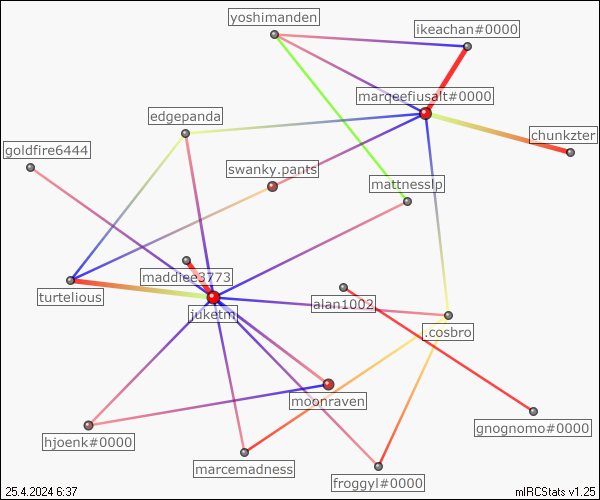 yoshimanden
ikeachan#0000
marqeefiusalt#0000
edgepanda
chunkzter
goldfire6444
swanky.pants
mattnesslp
maddiee3773
turtelious
alan1002
juketm
.cosbro
moonraven
gnognomo#0000
hjoenk#0000
marcemadness
froggyl#0000
25.4.2024 6:37
mIRCStats v1.25